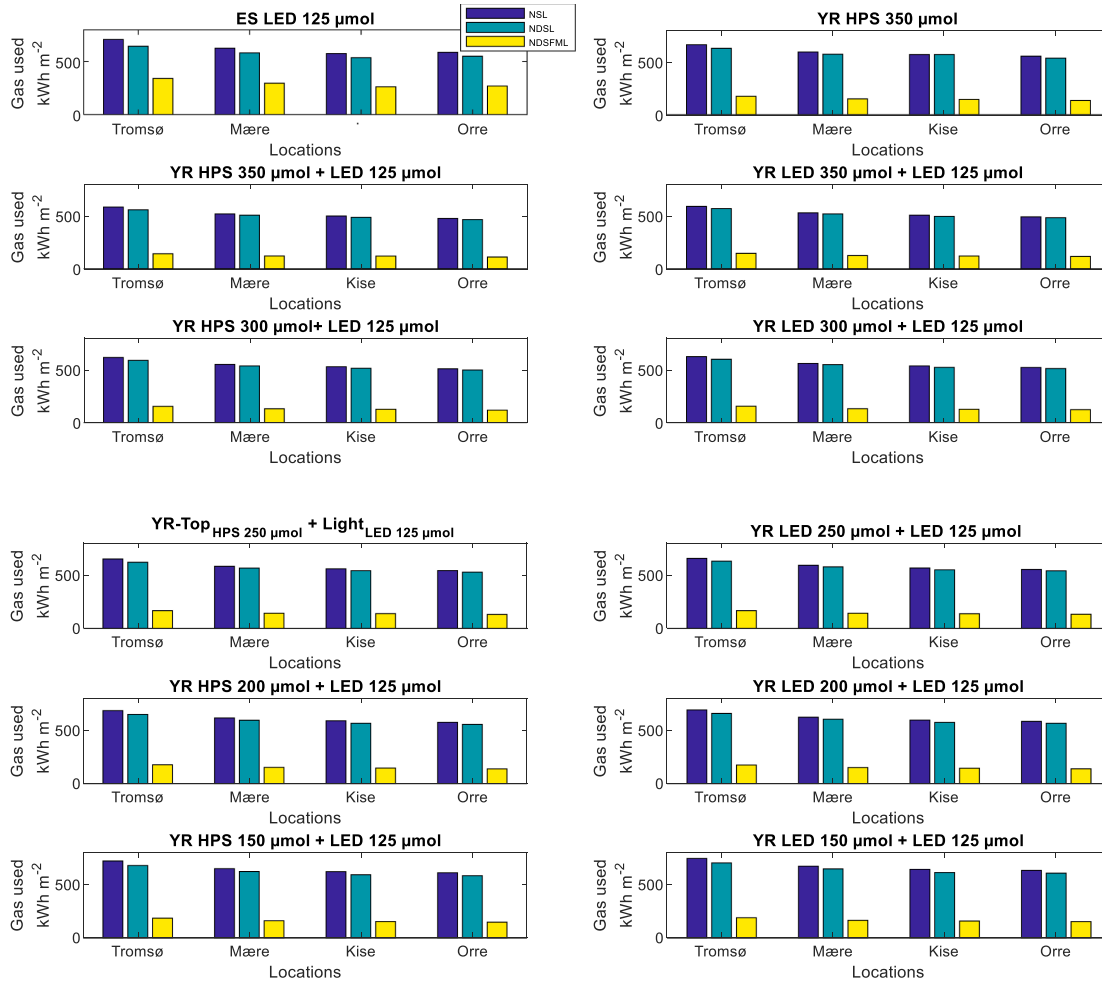 ES LED 125 µmol
NSL
NDSL
NDSFML
Gas used
kWh m-2
500
0
Tromsø Mære Orre
Locations
YR HPS 350 µmol
Gas used
kWh m-2
500
0
Tromsø Mære Kise Orre
Locations
YR HPS 350 µmol + LED 125 µmol
Gas used
kWh m-2
500
0
Tromsø Mære Kise Orre
Locations
YR LED 350 µmol + LED 125 µmol
Gas used
kWh m-2
500
0
Tromsø Mære Kise Orre
Locations
YR HPS 300 µmol+ LED 125 µmol
Gas used
kWh m-2
500
0
Tromsø Mære Kise Orre
Locations
YR LED 300 µmol + LED 125 µmol
Gas used
kWh m-2
500
0
Tromsø Mære Kise Orre
Locations
YR-Top HPS 250 µmol + Light LED 125 µmol
Gas used
kWh m-2
500
0
Tromsø Mære Kise Orre
Locations
YR LED 250 µmol + LED 125 µmol
Gas used
kWh m-2
500
0
Tromsø Mære Kise Orre
Locations
YR HPS 200 µmol + LED 125 µmol
Gas used
kWh m-2
500
0
Tromsø Mære Kise Orre
Locations
YR LED 200 µmol + LED 125 µmol
Gas used
kWh m-2
500
0
Tromsø Mære Kise Orre
Locations
YR HPS 150 µmol + LED 125 µmol
Gas used
kWh m-2
500
0
Tromsø Mære Kise Orre
Locations
YR LED 150 µmol + LED 125 µmol
Gas used
kWh m-2
500
0
Tromsø Mære Kise Orre
Locations